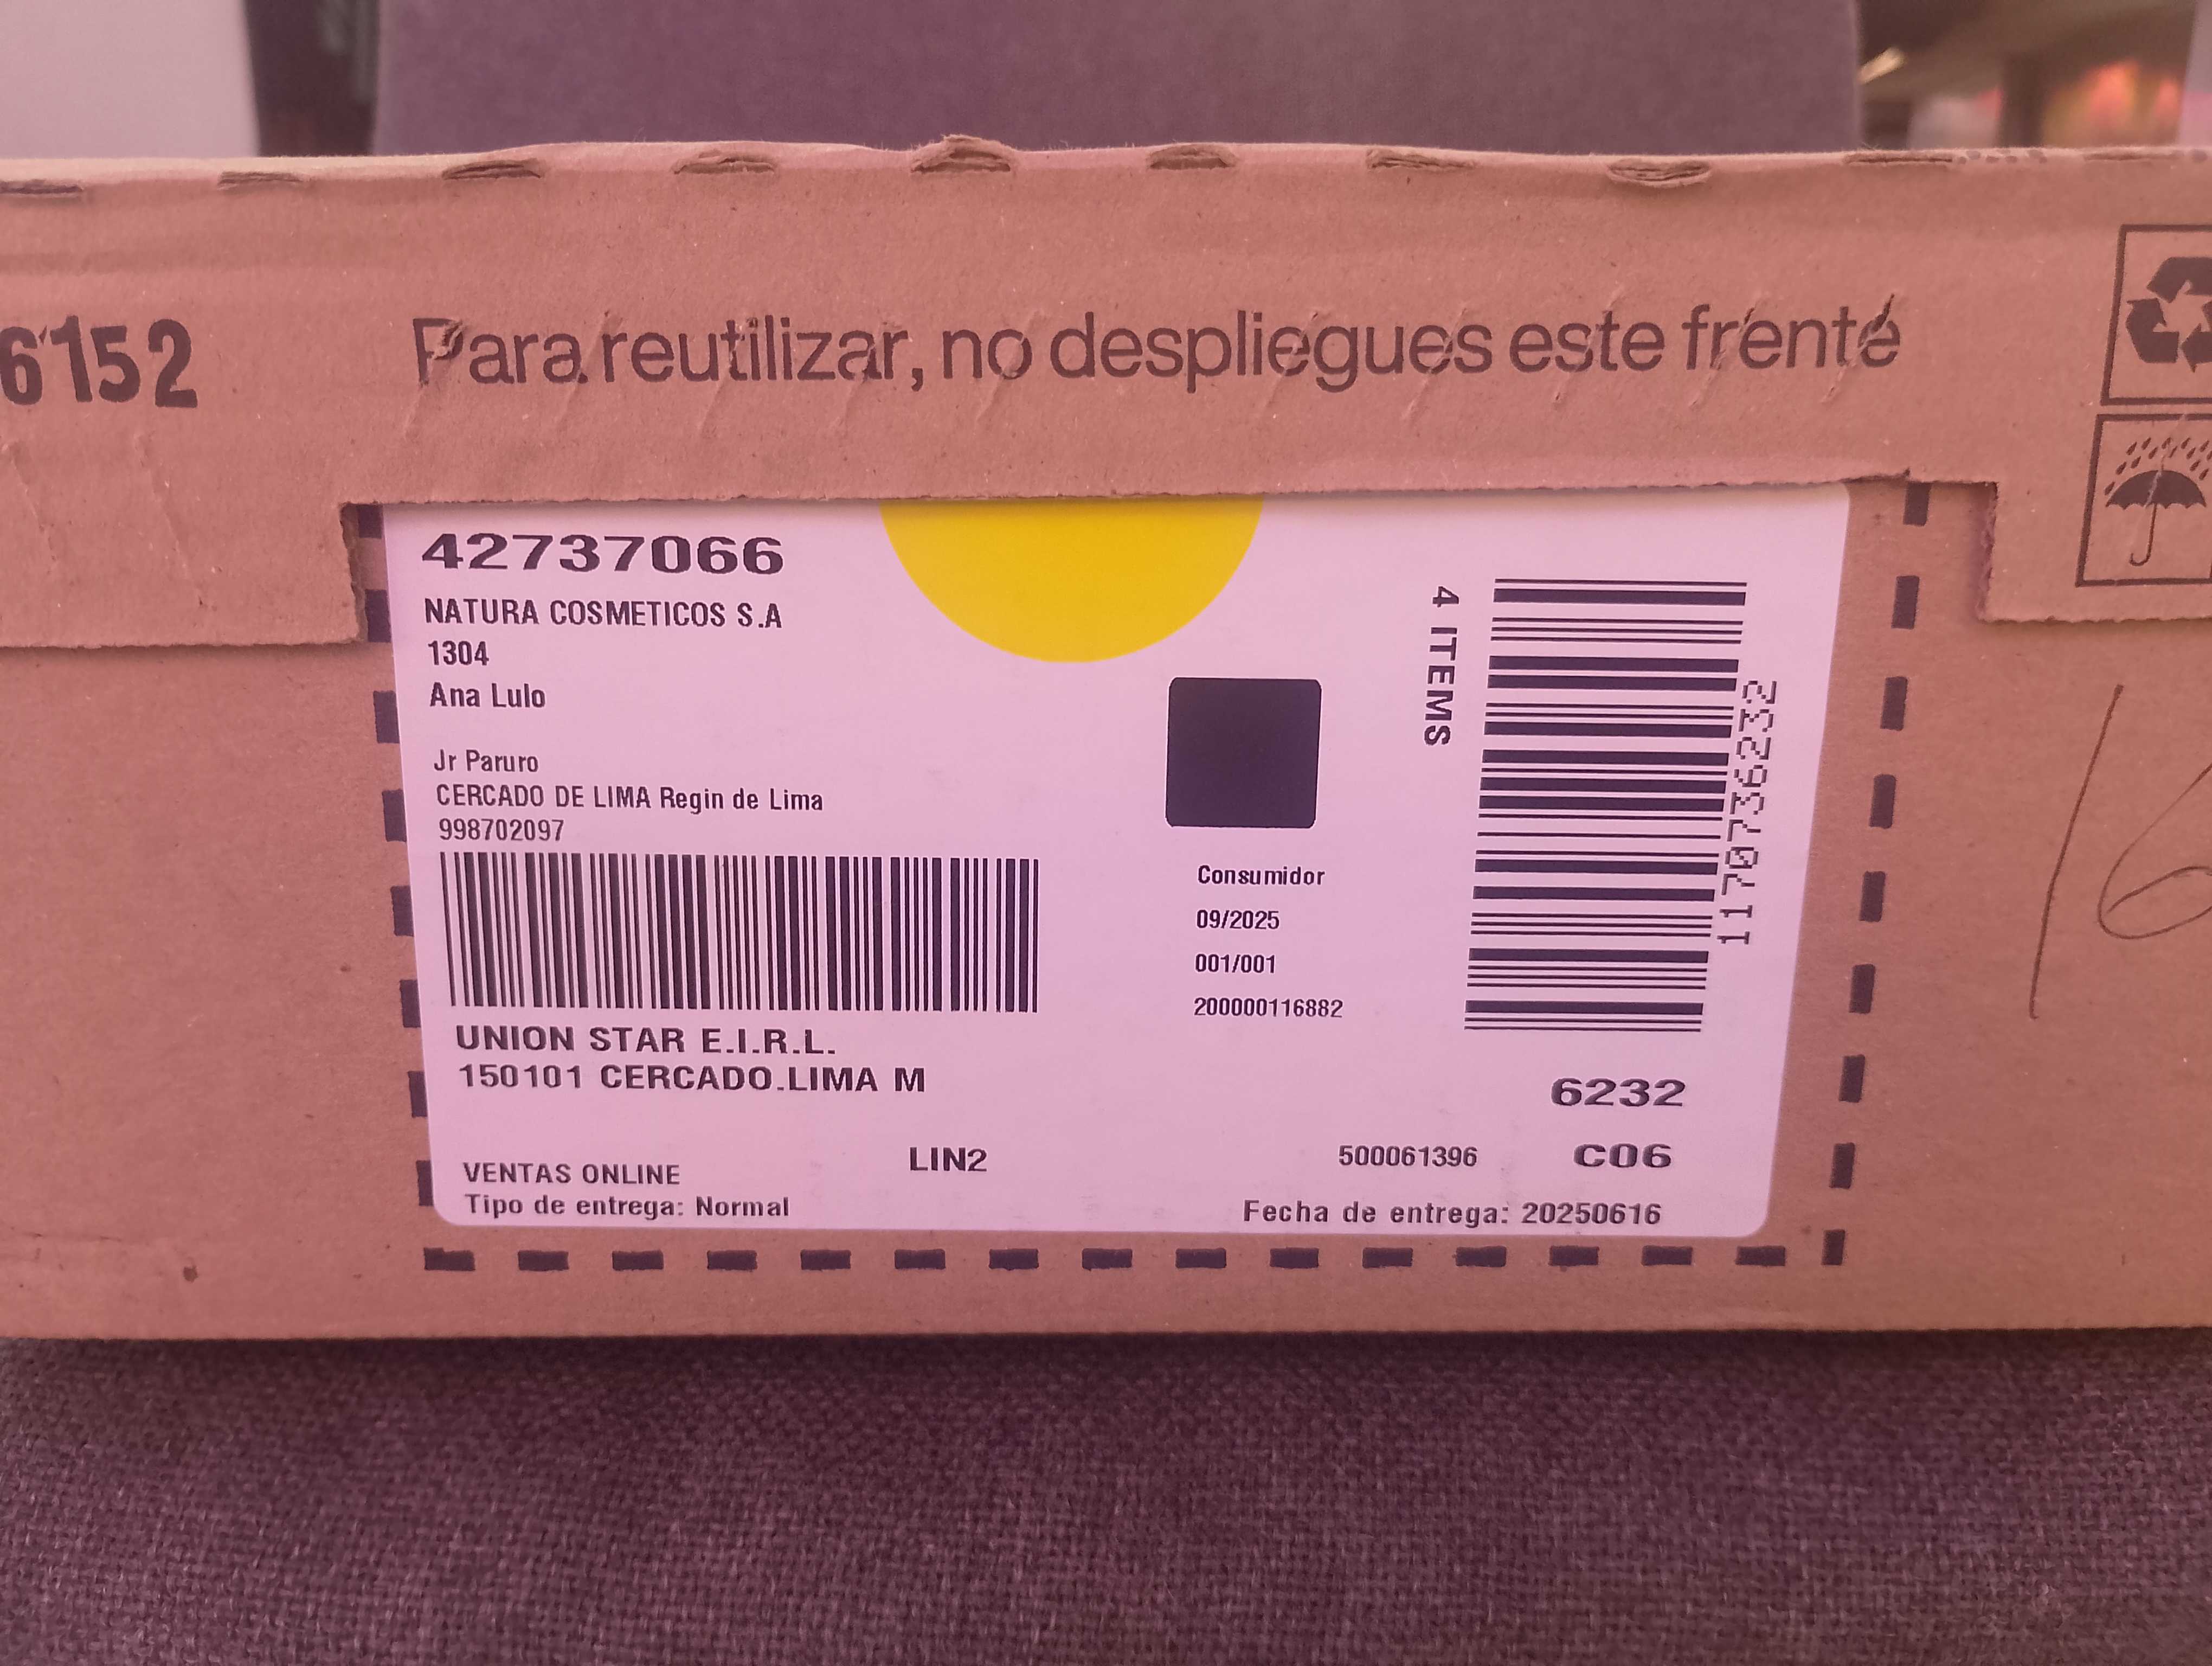 6152
Para reutilizar, no despliegues este frente
42737066
NATURA COSMETICOS S.A
1304
Ana Lulo
Jr Paruro
CERCADO DE LIMA Regin de Lima
998702097
UNION STAR E.I.R.L.
150101 CERCADO.LIMA M
VENTAS ONLINE
Tipo de entrega: Normal
LIN2
Consumidor
09/2025
001/001
200000116882
4 ITEMS
11707736232
6232
500061396
C06
Fecha de entrega: 20250616
16